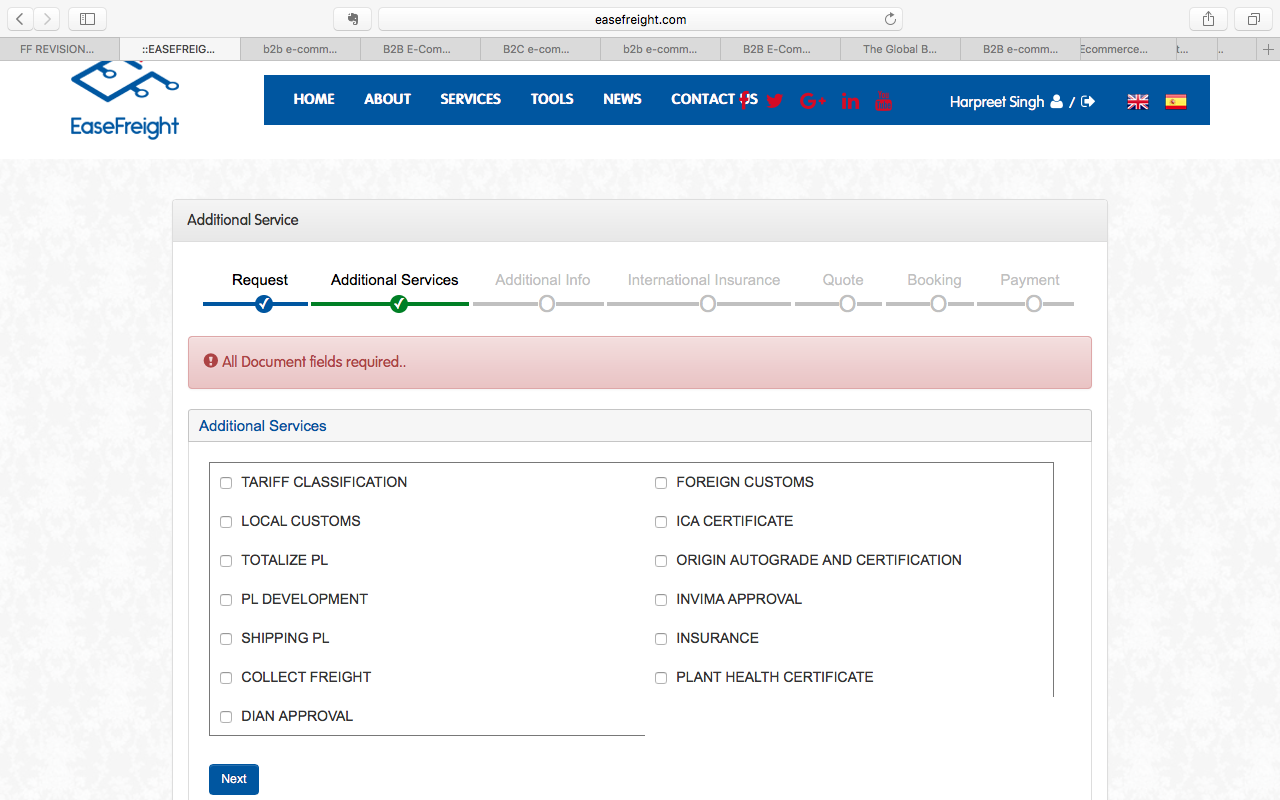 easefreight.com
FF REVISION...
::EASEFREIG...
b2b e-comm...
B2B E-Com...
B2C e-com...
b2b e-comm...
B2B E-Com...
The Global B...
B2B e-comm...
Ecommerce...
t...
..
EaseFreight
HOME ABOUT SERVICES TOOLS NEWS CONTACT US
Harpreet Singh /
Additional Service
Request Additional Services Additional Info International Insurance Quote Booking Payment
All Document fields required..
Additional Services
TARIFF CLASSIFICATION FOREIGN CUSTOMS
LOCAL CUSTOMS ICA CERTIFICATE
TOTALIZE PL ORIGIN AUTOGRADE AND CERTIFICATION
PL DEVELOPMENT INVIMA APPROVAL
SHIPPING PL INSURANCE
COLLECT FREIGHT PLANT HEALTH CERTIFICATE
DIAN APPROVAL
Next